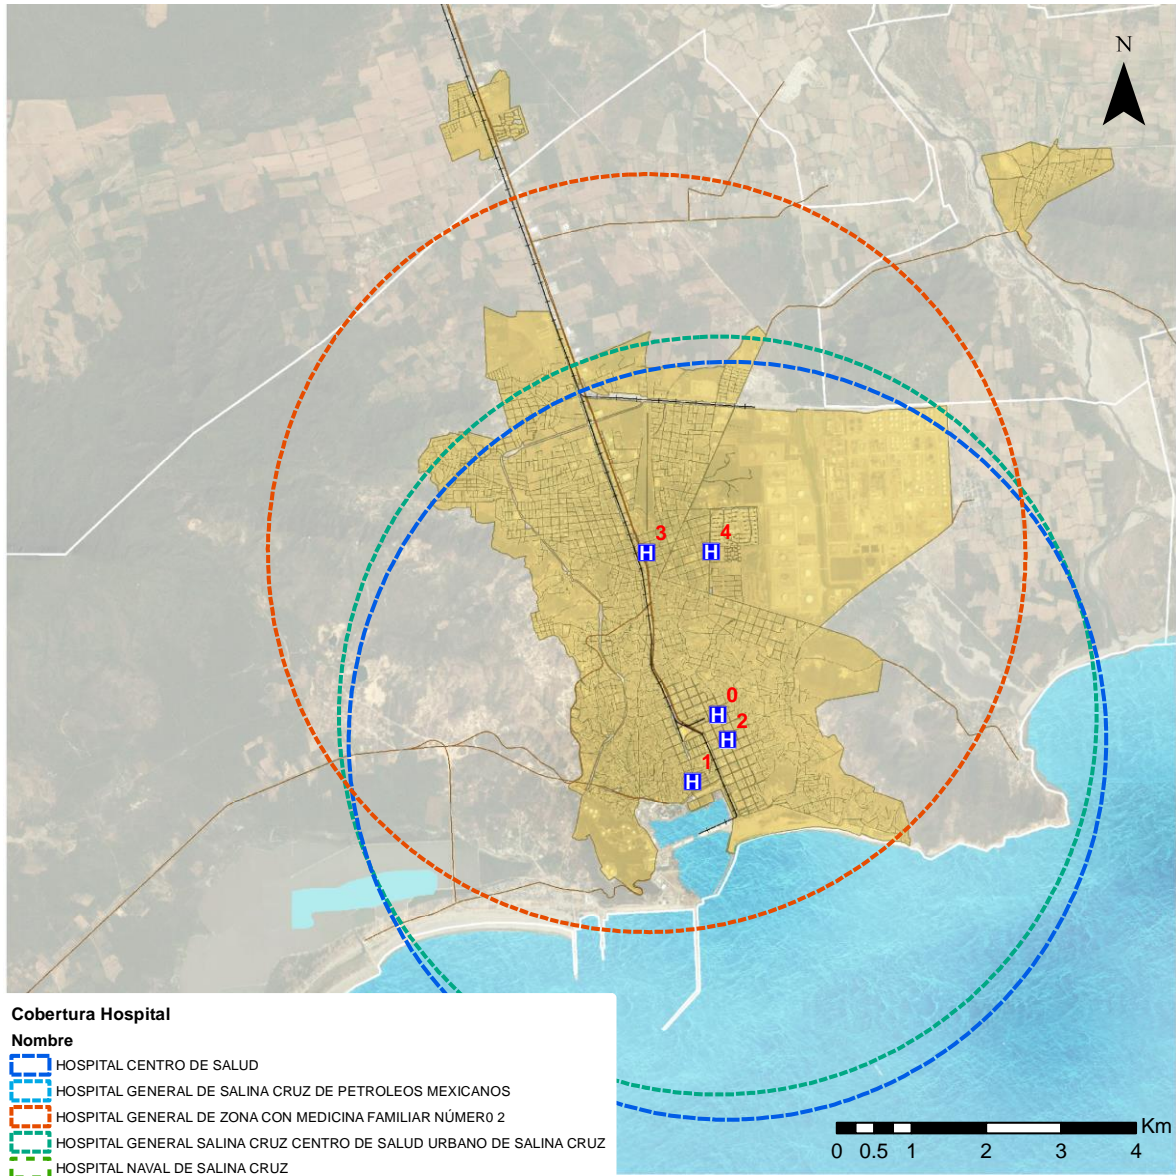 N
3
4
0
2
1
Cobertura Hospital
Nombre
HOSPITAL CENTRO DE SALUD
HOSPITAL GENERAL DE SALINA CRUZ DE PETROLEOS MEXICANOS
HOSPITAL GENERAL DE ZONA CON MEDICINA FAMILIAR NÚMER0 2
HOSPITAL GENERAL SALINA CRUZ CENTRO DE SALUD URBANO DE SALINA CRUZ
HOSPITAL NAVAL DE SALINA CRUZ
Km
0 0.5 1 2 3 4
H
H
H
H
H